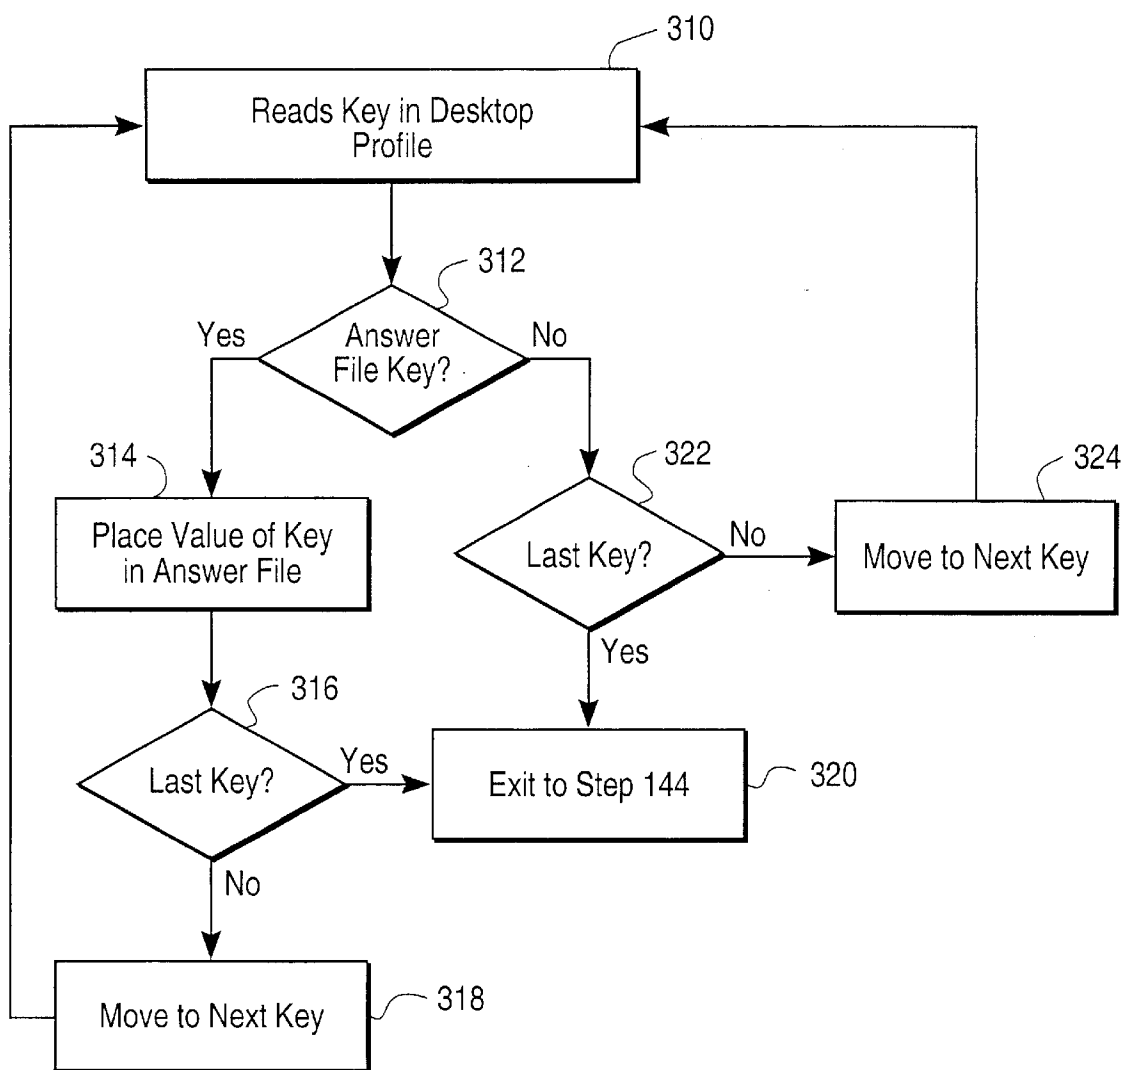 310
Reads Key in Desktop
Profile
312
Yes
Answer
File Key?
No
314
Place Value of Key
in Answer File
322
Last Key?
No
324
Move to Next Key
Yes
316
Last Key?
Yes
Exit to Step 144
320
No
Move to Next Key
318